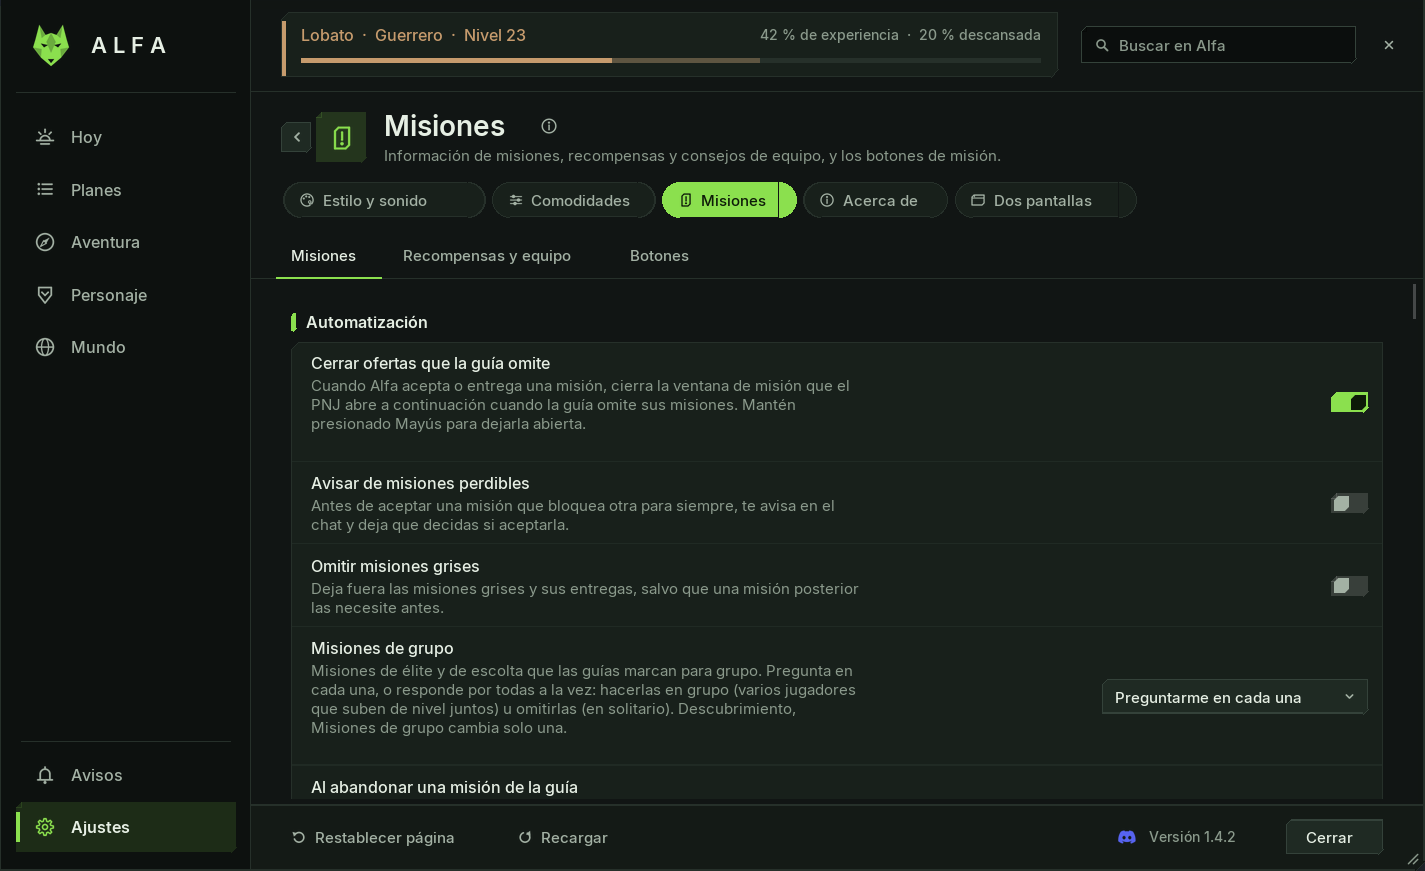 ALFA
Lobato · Guerrero · Nivel 23
42 % de experiencia · 20 % descansada
Buscar en Alfa
Hoy
Planes
Aventura
Personaje
Mundo
Avisos
Ajustes
Misiones
Información de misiones, recompensas y consejos de equipo, y los botones de misión.
Estilo y sonido
Comodidades
Misiones
Acerca de
Dos pantallas
Misiones
Recompensas y equipo
Botones
Automatización
Cerrar ofertas que la guía omite
Cuando Alfa acepta o entrega una misión, cierra la ventana de misión que el
PNJ abre a continuación cuando la guía omite sus misiones. Mantén
presionado Mayús para dejarla abierta.
Avisar de misiones perdibles
Antes de aceptar una misión que bloquea otra para siempre, te avisa en el
chat y deja que decidas si aceptarla.
Omitir misiones grises
Deja fuera las misiones grises y sus entregas, salvo que una misión posterior
las necesite antes.
Misiones de grupo
Misiones de élite y de escolta que las guías marcan para grupo. Pregunta en
cada una, o responde por todas a la vez: hacerlas en grupo (varios jugadores
que suben de nivel juntos) u omitirlas (en solitario). Descubrimiento,
Misiones de grupo cambia solo una.
Preguntarme en cada una
Al abandonar una misión de la guía
Restablecer página
Recargar
Versión 1.4.2
Cerrar